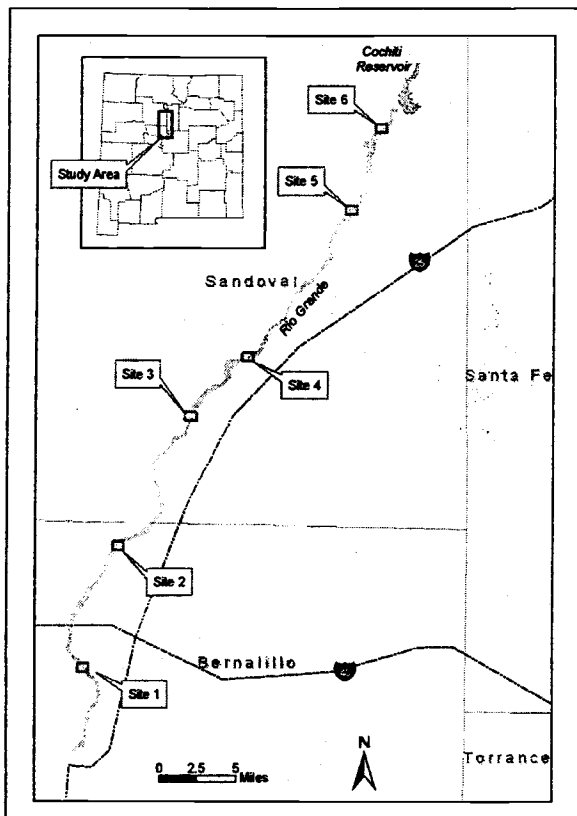 Cochiti
Reservoir
Site 6
Study Area
Site 5
Sandoval
Rio Grande
Site 4
Santa Fe
Site 3
Site 2
Bernalillo
Site 1
N
0 2.5 5
Miles
Torrance